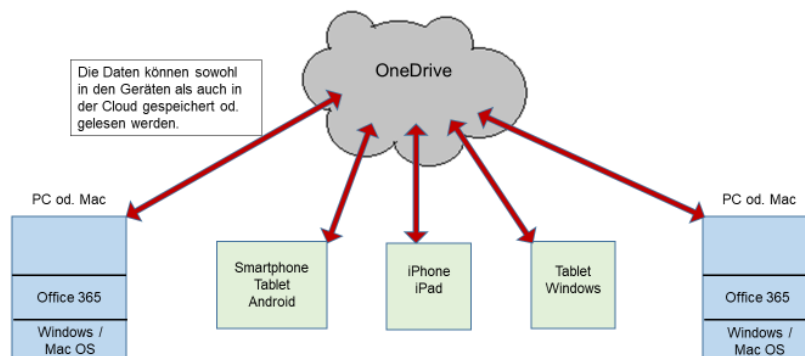 OneDrive
Die Daten können sowohl
in den Geräten als auch in
der Cloud gespeichert od.
gelesen werden.
PC od. Mac
PC od. Mac
Smartphone
Tablet
Android
iPhone
iPad
Tablet
Windows
Office 365
Windows /
Mac OS
Office 365
Windows /
Mac OS